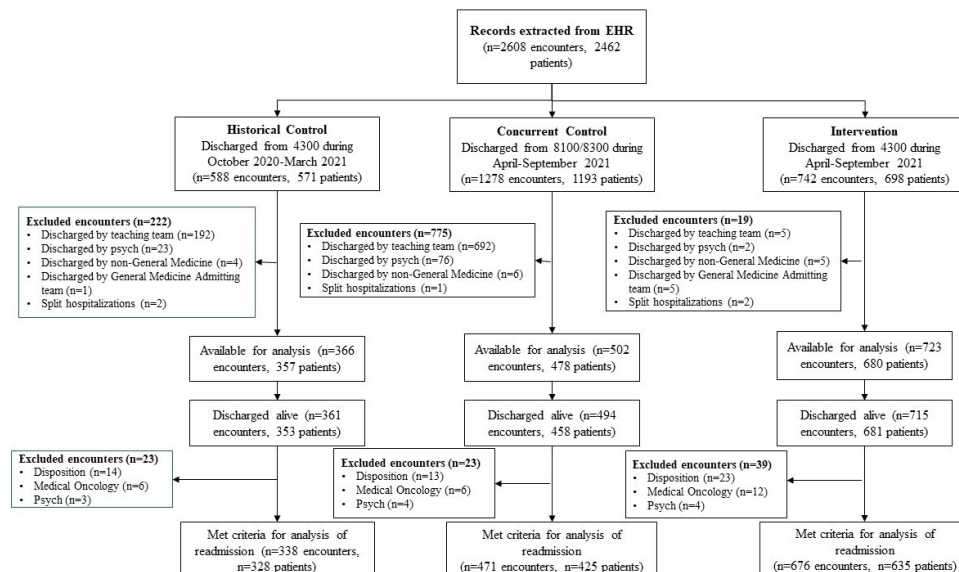 Records extracted from EHR
(n=2608 encounters, 2462
patients)
Historical Control
Discharged from 4300 during
October 2020-March 2021
(n=588 encounters, 571 patients)
Concurrent Control
Discharged from 8100/8300 during
April-September 2021
(n=1278 encounters, 1193 patients)
Intervention
Discharged from 4300 during
April-September 2021
(n=742 encounters, 698 patients)
Excluded encounters (n=222)
• Discharged by teaching team (n=192)
• Discharged by psych (n=23)
• Discharged by non-General Medicine (n=4)
• Discharged by General Medicine Admitting
team (n=1)
• Split hospitalizations (n=2)
Excluded encounters (n=775)
• Discharged by teaching team (n=692)
• Discharged by psych (n=76)
• Discharged by non-General Medicine (n=6)
• Split hospitalizations (n=1)
Excluded encounters (n=19)
• Discharged by teaching team (n=5)
• Discharged by psych (n=2)
• Discharged by non-General Medicine (n=5)
• Discharged by General Medicine Admitting
team (n=5)
• Split hospitalizations (n=2)
Available for analysis (n=366
encounters, 357 patients)
Available for analysis (n=502
encounters, 478 patients)
Available for analysis (n=723
encounters, 680 patients)
Discharged alive (n=361
encounters, 353 patients)
Discharged alive (n=494
encounters, 458 patients)
Discharged alive (n=715
encounters, 681 patients)
Excluded encounters (n=23)
• Disposition (n=14)
• Medical Oncology (n=6)
• Psych (n=3)
Excluded encounters (n=23)
• Disposition (n=13)
• Medical Oncology (n=6)
• Psych (n=4)
Excluded encounters (n=39)
• Disposition (n=23)
• Medical Oncology (n=12)
• Psych (n=4)
Met criteria for analysis of
readmission (n=338 encounters,
n=328 patients)
Met criteria for analysis of
readmission
(n=471 encounters, n=425 patients)
Met criteria for analysis of
readmission
(n=676 encounters, n=635 patients)